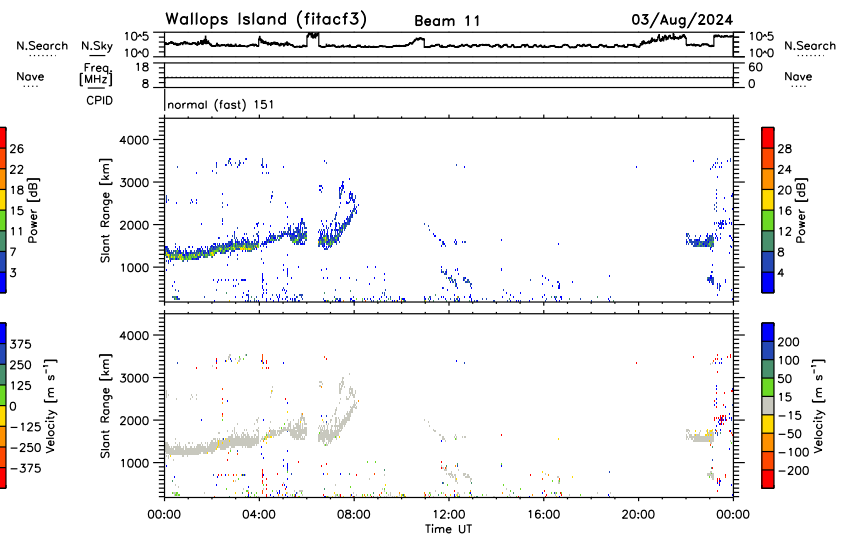 Wallops Island (fitacf3) Beam 11 03/Aug/2024
N.Search N.Sky 10^5 10^0 10^5 10^0 N.Search
Nave Freq. [MHz] 18 8 60 0 Nave
CPID normal (fast) 151
Power [dB] 26 22 18 15 11 7 3
Slant Range [km] 4000 3000 2000 1000
28 24 20 16 12 8 4 Power [dB]
375 250 125 0 −125 −250 −375 Velocity [m s⁻¹]
Slant Range [km] 4000 3000 2000 1000
200 100 50 15 −15 −50 −100 −200 Velocity [m s⁻¹]
00:00 04:00 08:00 12:00 16:00 20:00 00:00
Time UT